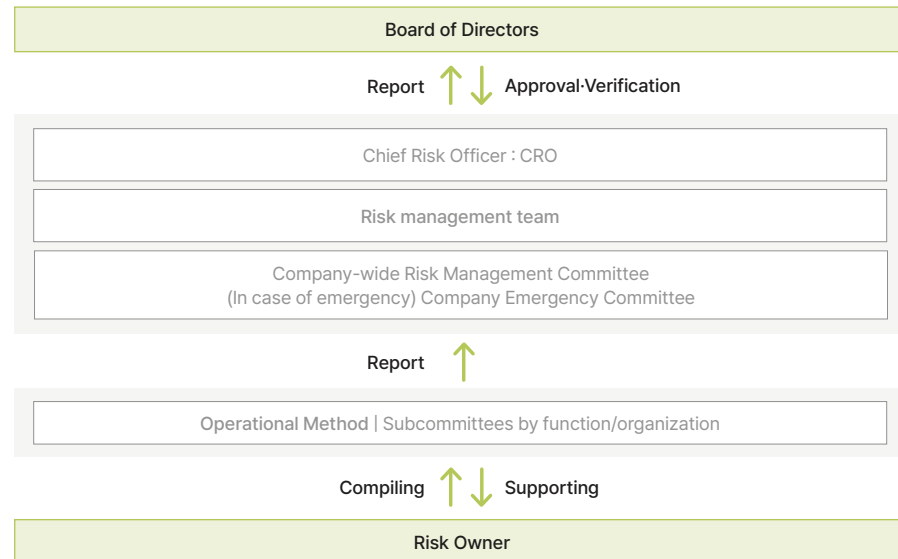 Board of Directors
Report
Approval·Verification
Chief Risk Officer : CRO
Risk management team
Company-wide Risk Management Committee
(In case of emergency) Company Emergency Committee
Report
Operational Method | Subcommittees by function/organization
Compiling
Supporting
Risk Owner